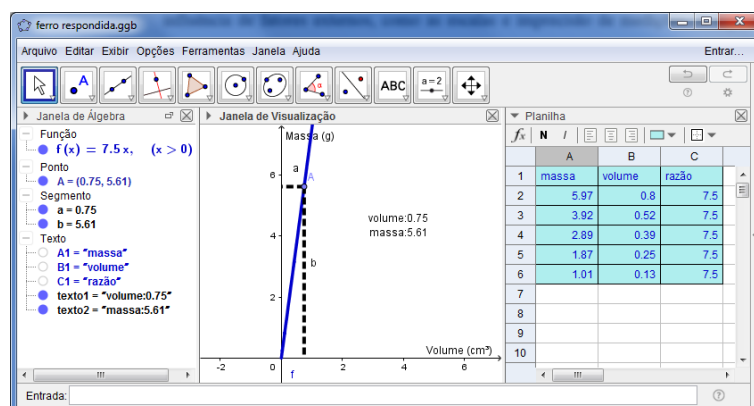 ferro respondida.ggb
Arquivo Editar Exibir Opções Ferramentas Janela Ajuda
Entrar...
A
ABC
a=2
Janela de Álgebra
Função
f(x) = 7.5 x, (x > 0)
Ponto
A = (0.75, 5.61)
Segmento
a = 0.75
b = 5.61
Texto
A1 = "massa"
B1 = "volume"
C1 = "razão"
texto1 = "volume:0.75"
texto2 = "massa:5.61"
Janela de Visualização
Massa (g)
a
A
6
volume:0.75
massa:5.61
4
b
2
Volume (cm³)
-2 0 2 4 6
f
Planilha
fx N I
A B C
1 massa volume razão
2 5.97 0.8 7.5
3 3.92 0.52 7.5
4 2.89 0.39 7.5
5 1.87 0.25 7.5
6 1.01 0.13 7.5
7
8
9
10
Entrada: